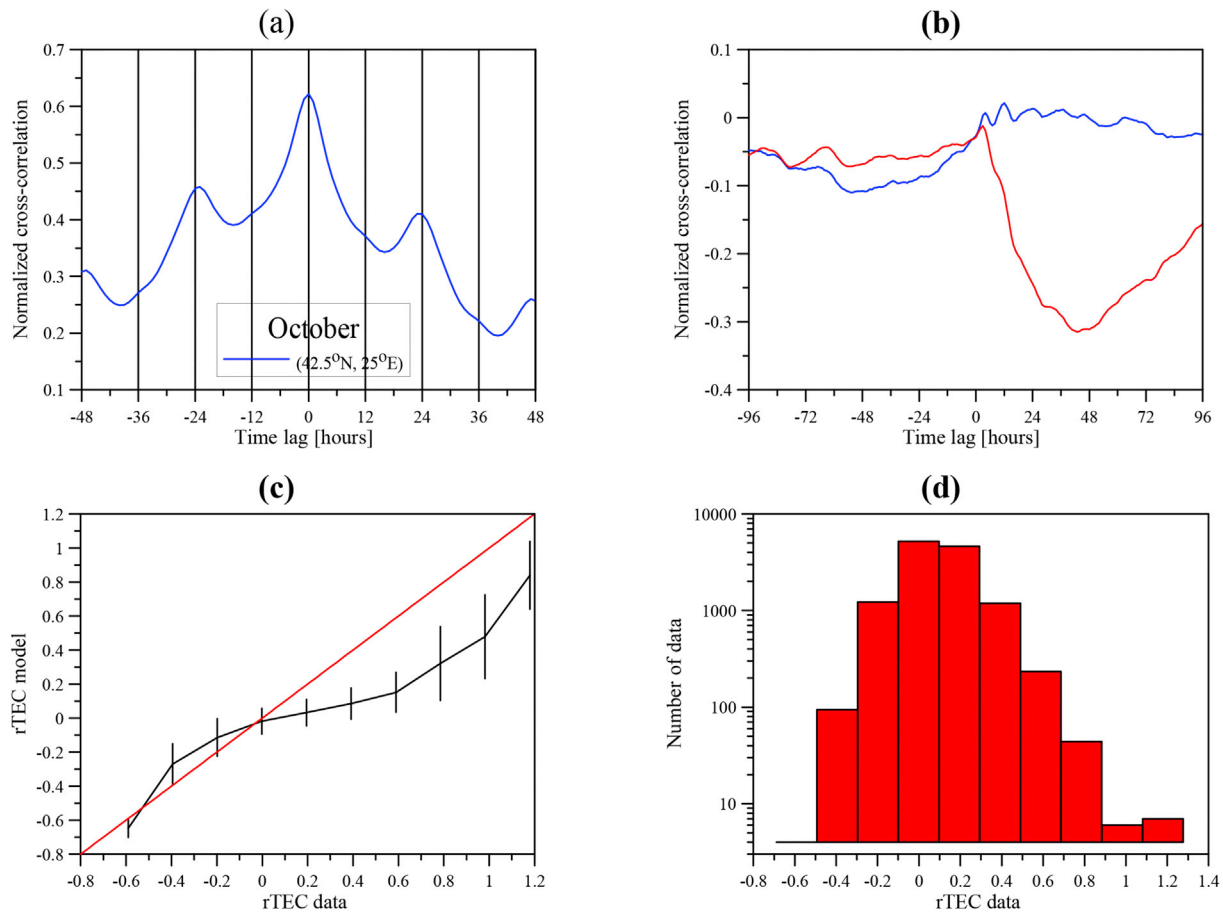 (a)
Normalized cross-correlation
0.7
0.6
0.5
0.4
0.3
0.2
0.1
October
(42.5°N, 25°E)
-48 -36 -24 -12 0 12 24 36 48
Time lag [hours]
(b)
Normalized cross-correlation
0.1
0
-0.1
-0.2
-0.3
-0.4
-96 -72 -48 -24 0 24 48 72 96
Time lag [hours]
(c)
rTEC model
1.2
1
0.8
0.6
0.4
0.2
0
-0.2
-0.4
-0.6
-0.8
-0.8 -0.6 -0.4 -0.2 0 0.2 0.4 0.6 0.8 1 1.2
rTEC data
(d)
Number of data
10000
1000
100
10
-0.8 -0.6 -0.4 -0.2 0 0.2 0.4 0.6 0.8 1 1.2 1.4
rTEC data